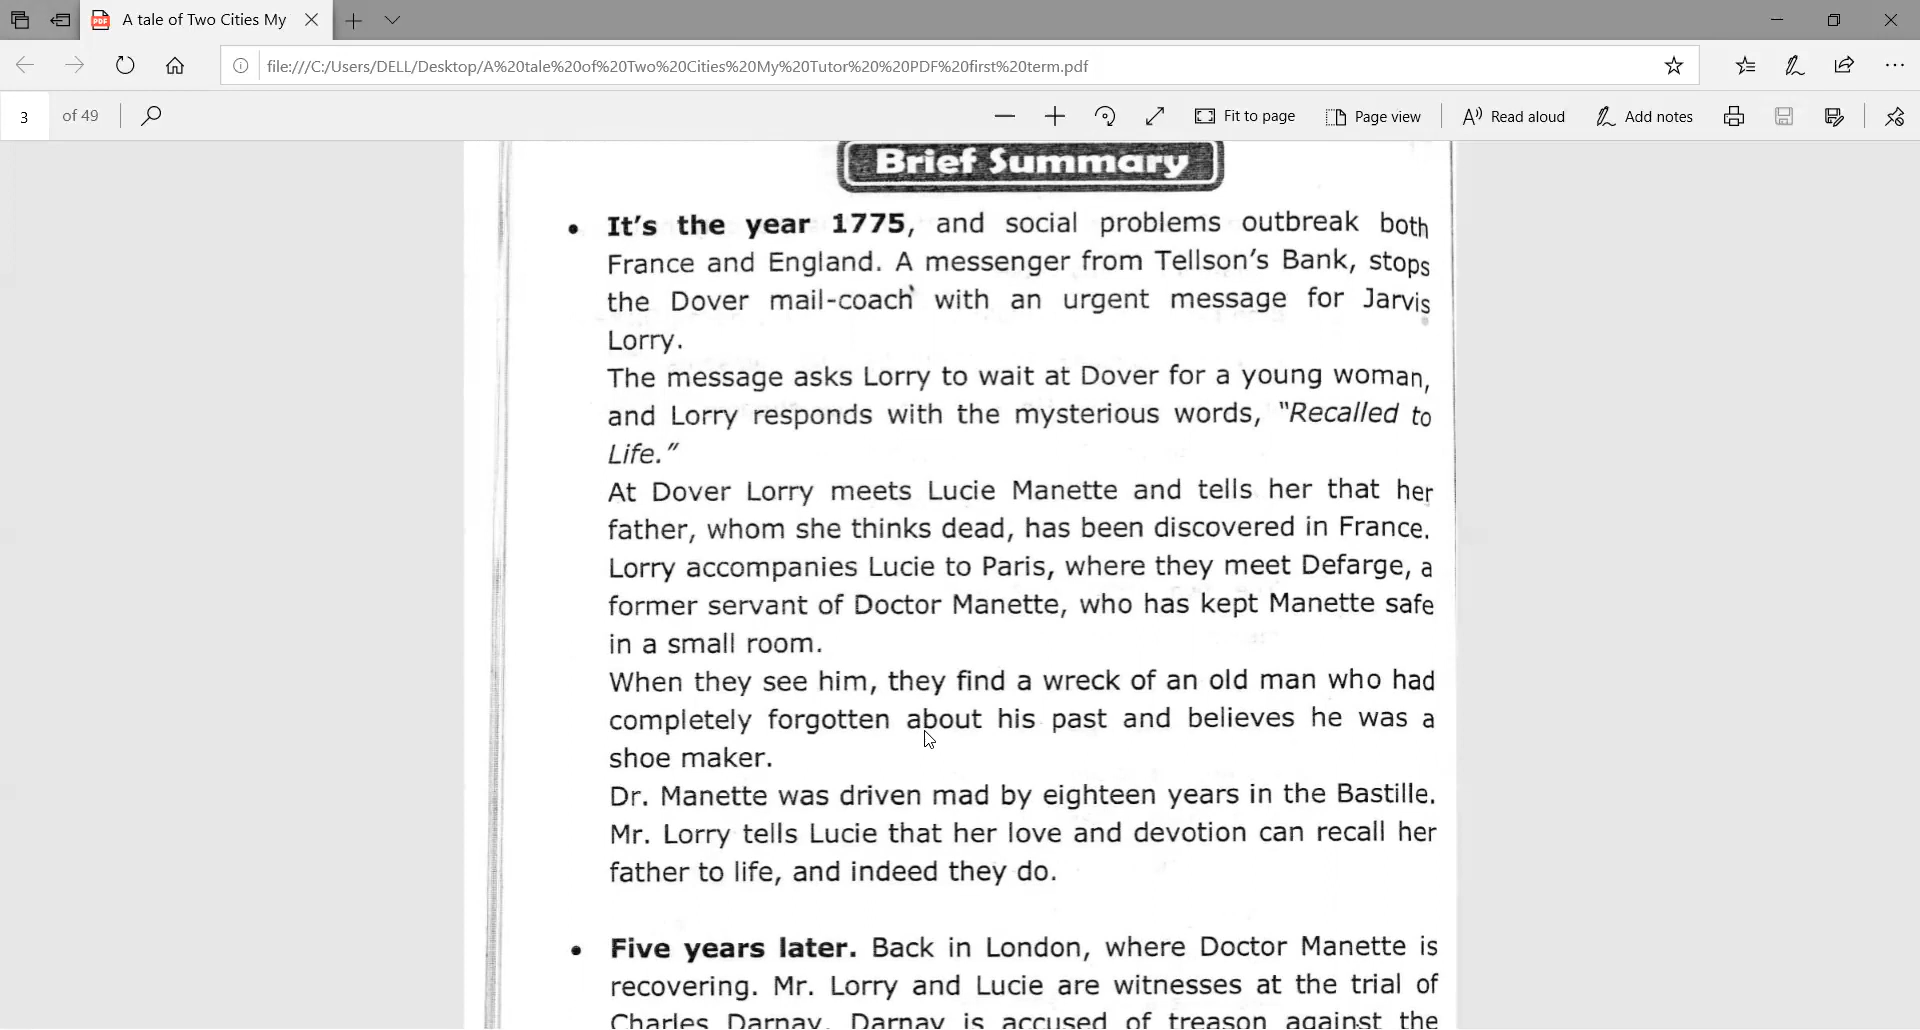 A tale of Two Cities My
file:///C:/Users/DELL/Desktop/A%20tale%20of%20Two%20Cities%20My%20Tutor%20%20PDF%20first%20term.pdf
3 of 49 Fit to page Page view Read aloud Add notes
Brief Summary
• It's the year 1775, and social problems outbreak both
France and England. A messenger from Tellson's Bank, stops
the Dover mail-coach with an urgent message for Jarvis
Lorry.
The message asks Lorry to wait at Dover for a young woman,
and Lorry responds with the mysterious words, "Recalled to
Life."
At Dover Lorry meets Lucie Manette and tells her that her
father, whom she thinks dead, has been discovered in France.
Lorry accompanies Lucie to Paris, where they meet Defarge, a
former servant of Doctor Manette, who has kept Manette safe
in a small room.
When they see him, they find a wreck of an old man who had
completely forgotten about his past and believes he was a
shoe maker.
Dr. Manette was driven mad by eighteen years in the Bastille.
Mr. Lorry tells Lucie that her love and devotion can recall her
father to life, and indeed they do.
• Five years later. Back in London, where Doctor Manette is
recovering. Mr. Lorry and Lucie are witnesses at the trial of
Charles Darnay. Darnay is accused of treason against the